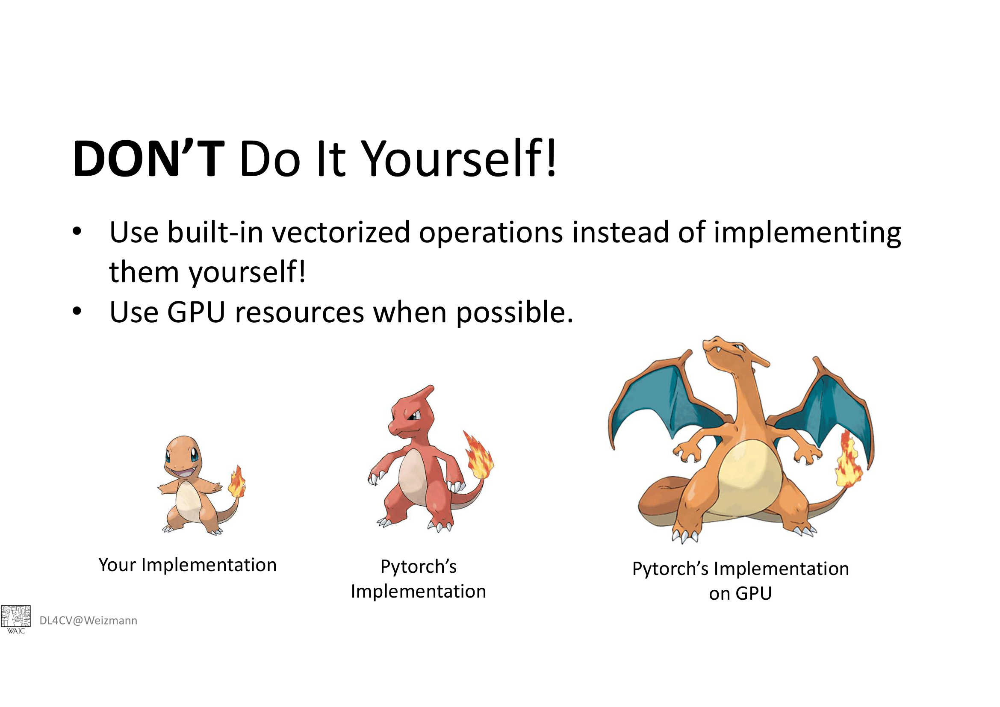 DON’T Do It Yourself!
• Use built-in vectorized operations instead of implementing
them yourself!
• Use GPU resources when possible.
Your Implementation
Pytorch’s
Implementation
Pytorch’s Implementation
on GPU
WAIC
DL4CV@Weizmann